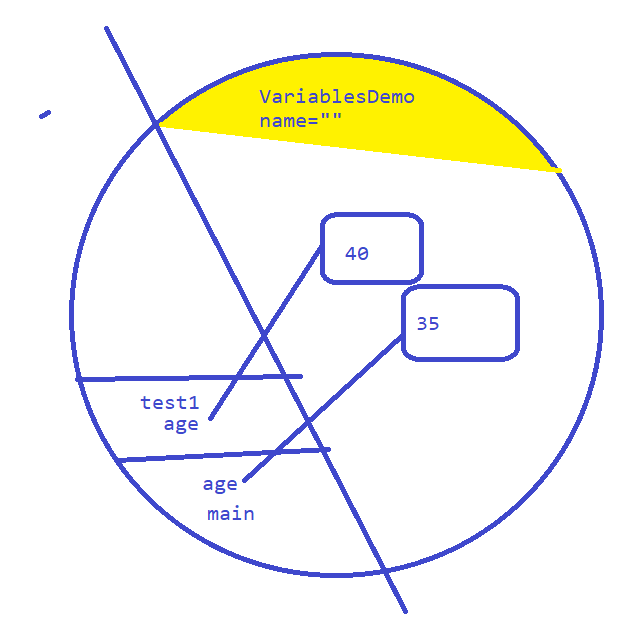 VariablesDemo
name=""
40
35
test1
age
age
main